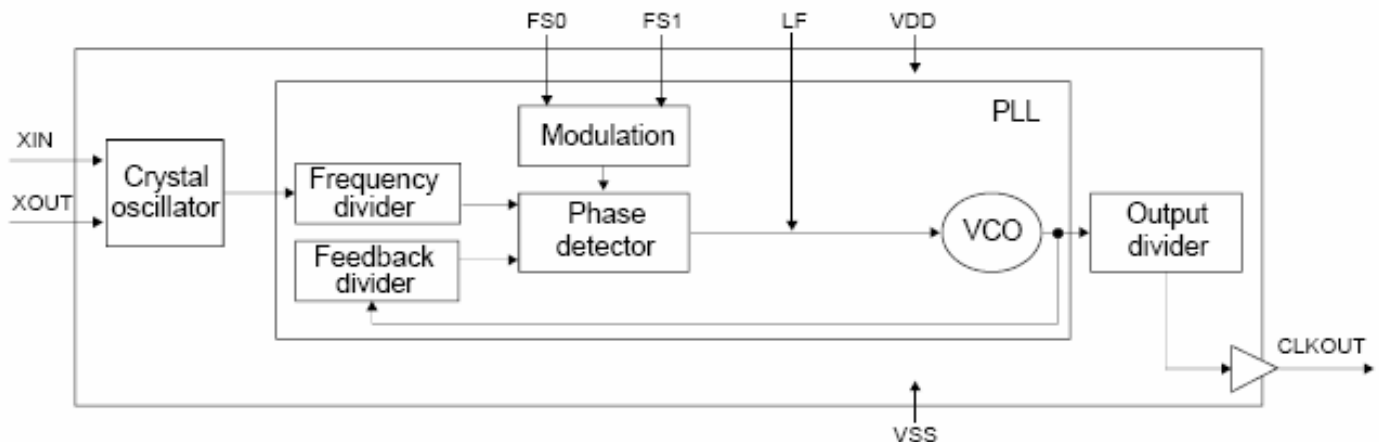 FS0
FS1
LF
VDD
PLL
Modulation
XIN
XOUT
Crystal
oscillator
Frequency
divider
Feedback
divider
Phase
detector
VCO
Output
divider
CLKOUT
VSS